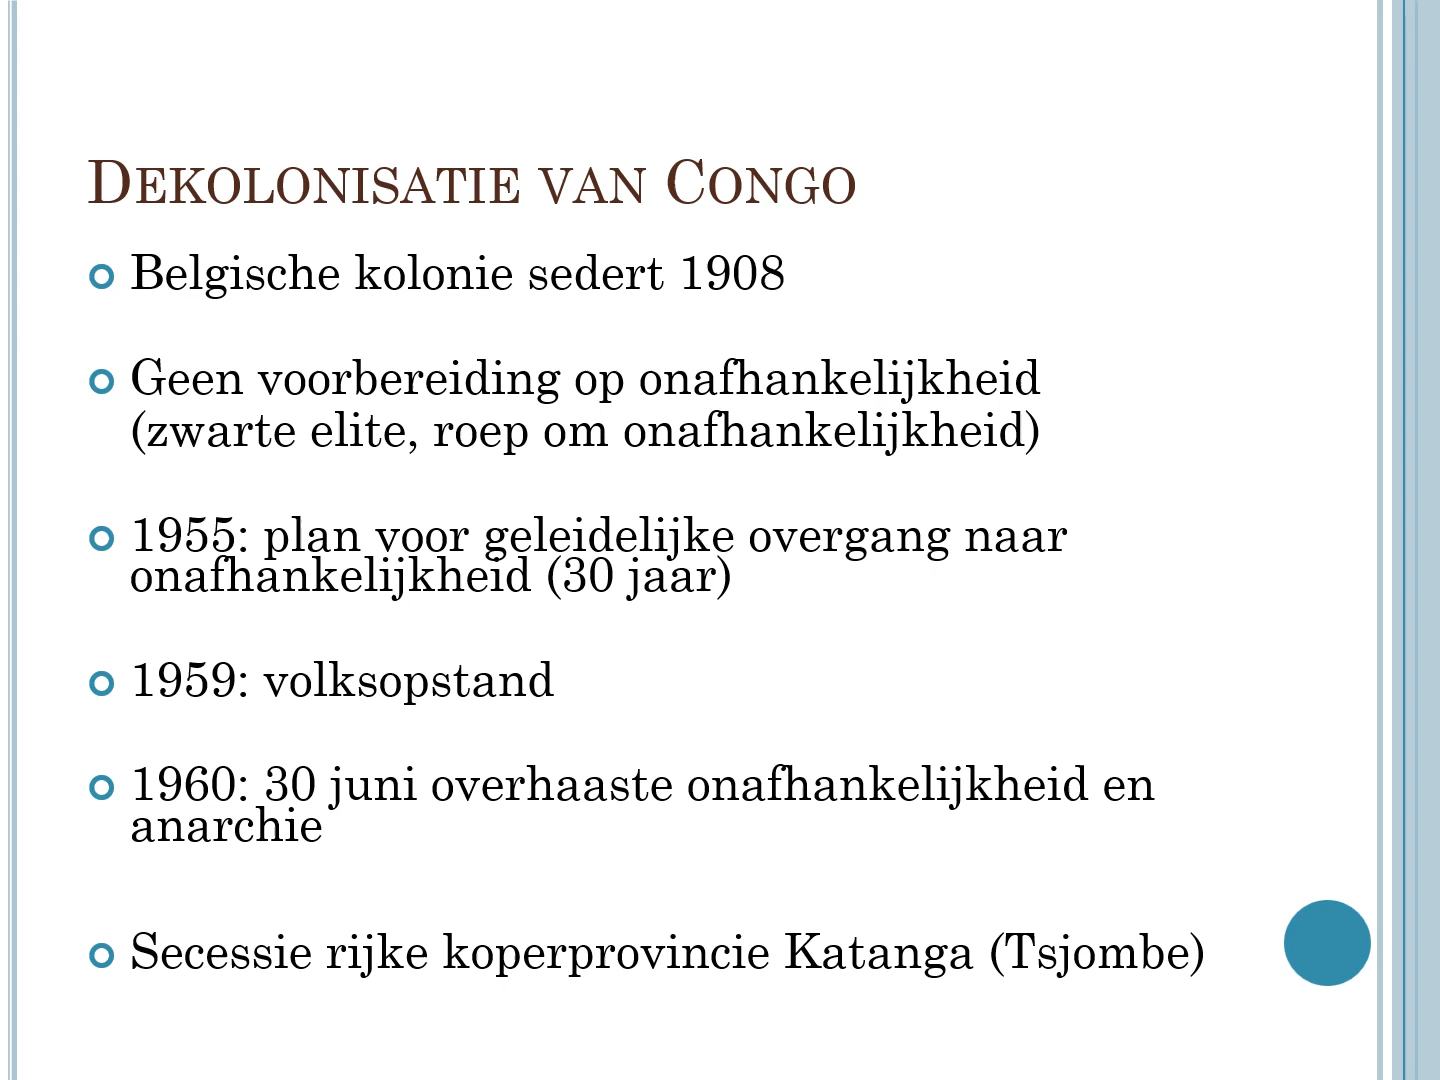 Dekolonisatie van Congo
Belgische kolonie sedert 1908
Geen voorbereiding op onafhankelijkheid
(zwarte elite, roep om onafhankelijkheid)
1955: plan voor geleidelijke overgang naar
onafhankelijkheid (30 jaar)
1959: volksopstand
1960: 30 juni overhaaste onafhankelijkheid en
anarchie
Secessie rijke koperprovincie Katanga (Tsjombe)